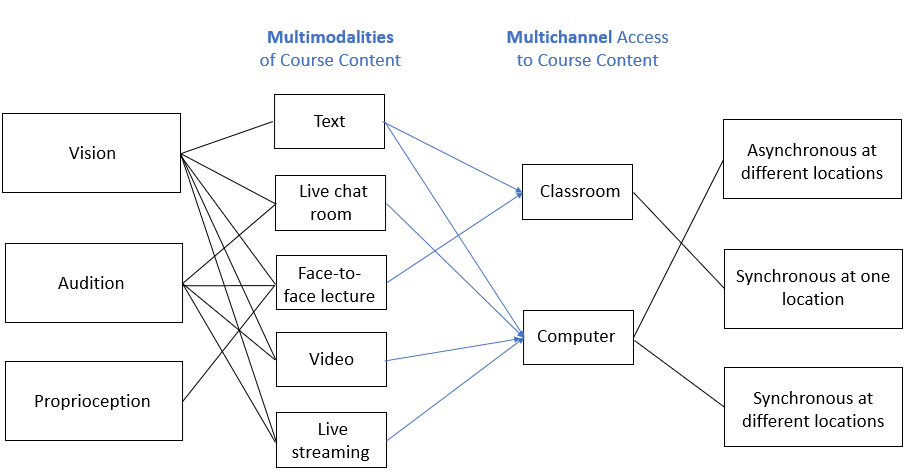 Multimodalities
of Course Content
Multichannel Access
to Course Content
Vision
Audition
Proprioception
Text
Live chat
room
Face-to-
face lecture
Video
Live
streaming
Classroom
Computer
Asynchronous at
different locations
Synchronous at one
location
Synchronous at
different locations